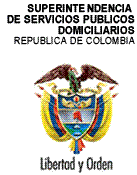 SUPERINTENDENCIA
DE SERVICIOS PUBLICOS
DOMICILIARIOS
REPUBLICA DE COLOMBIA
Libertad y Orden